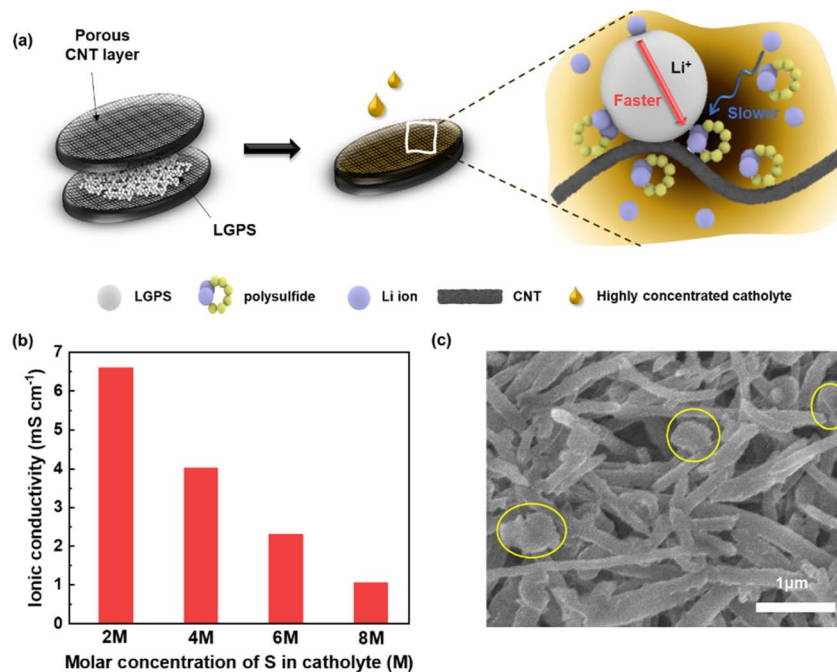 (a)
Porous
CNT layer
LGPS
Li⁺
Faster
Slower
LGPS
polysulfide
Li ion
CNT
Highly concentrated catholyte
(b)
Ionic conductivity (mS cm⁻¹)
7
6
5
4
3
2
1
0
2M 4M 6M 8M
Molar concentration of S in catholyte (M)
(c)
1μm